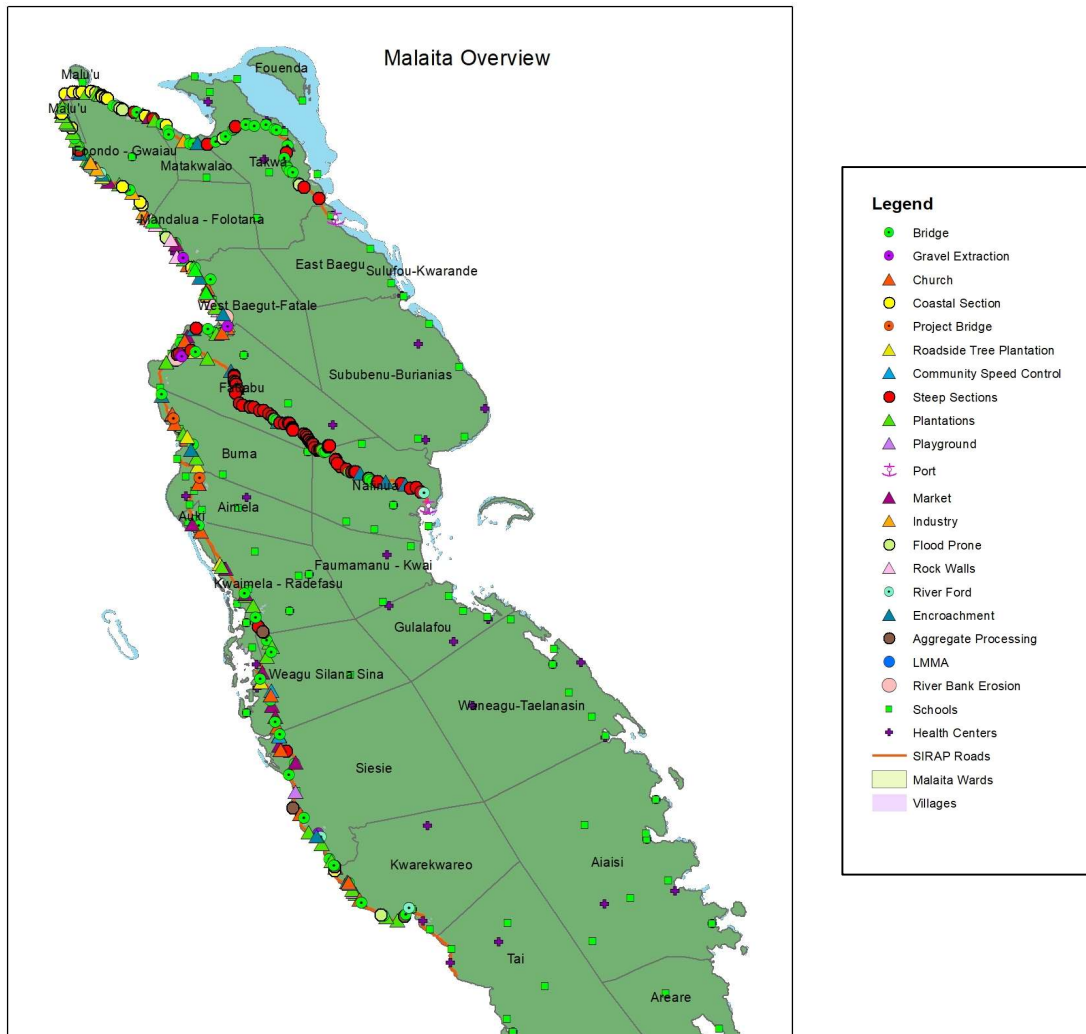 Malaita Overview
Fouenda
Malu'u
Malu'u
Foondo - Gwaiau
Matakwalao
Takwa
Mandalua - Folotana
East Baegu
Sulufou-Kwarande
West Baegut-Fatale
Sububenu-Burianias
Fauabu
Buma
Nafinua
Aimela
Auki
Faumamanu - Kwai
Kwaimela - Radefasu
Gulalafou
Waneagu Silana Sina
Waneagu-Taelanasin
Siesie
Kwarekwareo
Aiaisi
Tai
Areare
Legend
Bridge
Gravel Extraction
Church
Coastal Section
Project Bridge
Roadside Tree Plantation
Community Speed Control
Steep Sections
Plantations
Playground
Port
Market
Industry
Flood Prone
Rock Walls
River Ford
Encroachment
Aggregate Processing
LMMA
River Bank Erosion
Schools
Health Centers
SIRAP Roads
Malaita Wards
Villages